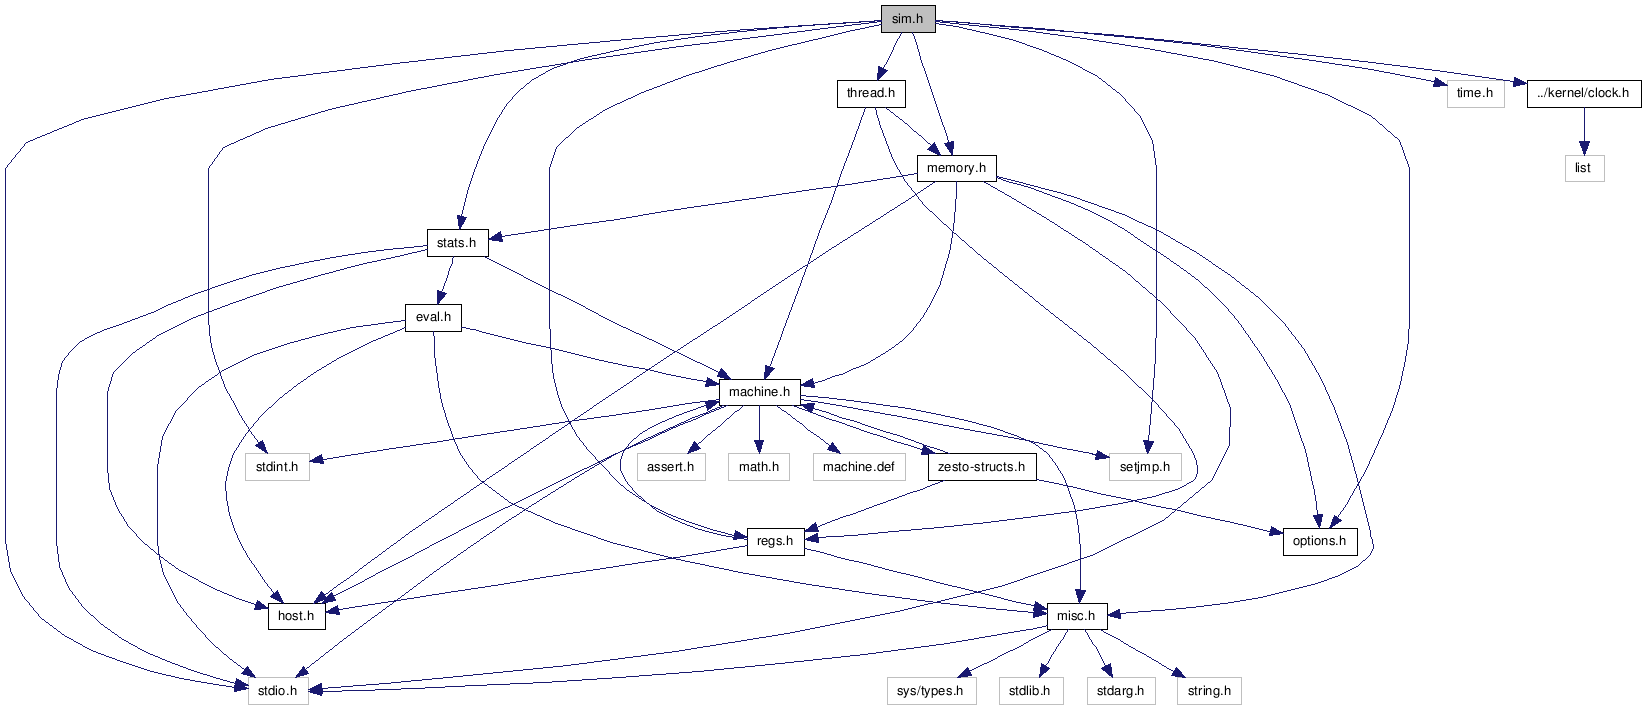 sim.h
thread.h
time.h
../kernel/clock.h
memory.h
list
stats.h
eval.h
machine.h
stdint.h
assert.h
math.h
machine.def
zesto-structs.h
setjmp.h
regs.h
options.h
host.h
misc.h
stdio.h
sys/types.h
stdlib.h
stdarg.h
string.h